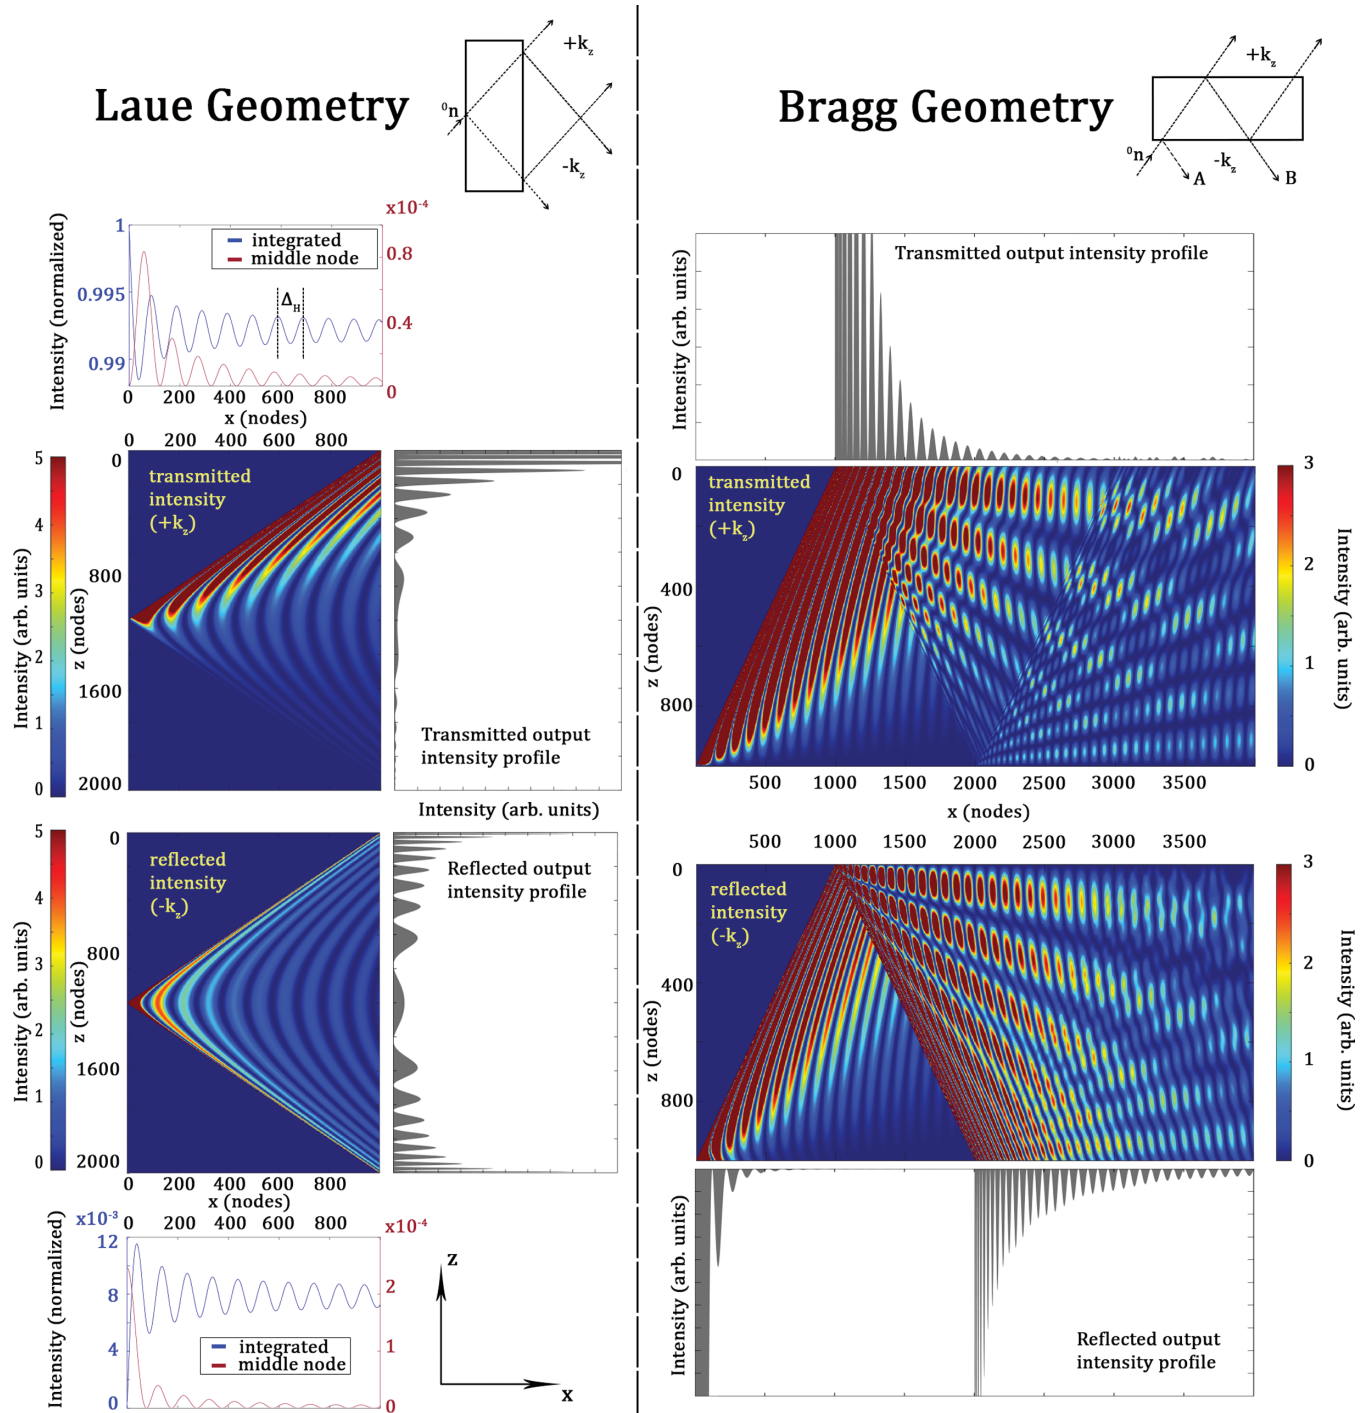 Laue Geometry
+k_z
⁰n
-k_z
Bragg Geometry
+k_z
⁰n
-k_z
A
B
x10⁻⁴
Intensity (normalized)
1
0.995
0.99
integrated
middle node
Δ_H
0.8
0.4
0
0 200 400 600 800
x (nodes)
0 200 400 600 800
Intensity (arb. units)
5
4
3
2
1
0
z (nodes)
0
800
1600
2000
transmitted
intensity
(+k_z)
Transmitted output
intensity profile
Intensity (arb. units)
Intensity (arb. units)
5
4
3
2
1
0
z (nodes)
0
800
1600
2000
reflected
intensity
(-k_z)
Reflected output
intensity profile
x (nodes)
0 200 400 600 800
x10⁻³
x10⁻⁴
Intensity (normalized)
12
8
4
0
2
1
0
integrated
middle node
z
x
Intensity (arb. units)
Transmitted output intensity profile
z (nodes)
0
400
800
transmitted
intensity
(+k_z)
3
2
1
0
Intensity (arb. units)
500 1000 1500 2000 2500 3000 3500
x (nodes)
500 1000 1500 2000 2500 3000 3500
z (nodes)
0
400
800
reflected
intensity
(-k_z)
3
2
1
0
Intensity (arb. units)
Intensity (arb. units)
Reflected output
intensity profile